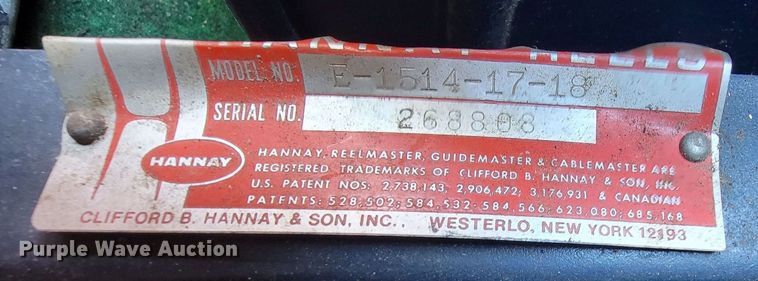 HANNAY REELS
MODEL NO. E-1514-17-18
SERIAL NO. 268808
HANNAY
HANNAY, REELMASTER, GUIDEMASTER & CABLEMASTER ARE
REGISTERED TRADEMARKS OF CLIFFORD B. HANNAY & SON, INC.
U.S. PATENT NOS: 2,738,143; 2,906,472; 3,176,931 & CANADIAN
PATENTS: 528,502; 584,532; 584,566; 623,080; 685,168
CLIFFORD B. HANNAY & SON, INC., WESTERLO, NEW YORK 12193
Purple Wave Auction